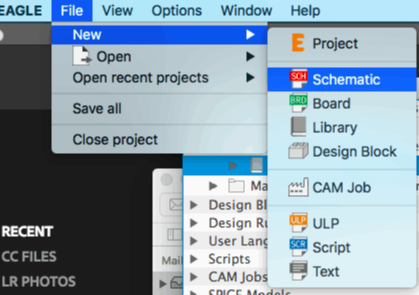 EAGLE File View Options Window Help
New
Open
Open recent projects
Save all
Close project
E Project
SCH Schematic
BRD Board
Library
Design Block
CAM Job
ULP ULP
SCR Script
Text
Ma
Design Bl
Design Ru
User Lang
Scripts
CAM Jobs
SPICE Models
Mail
RECENT
CC FILES
LR PHOTOS